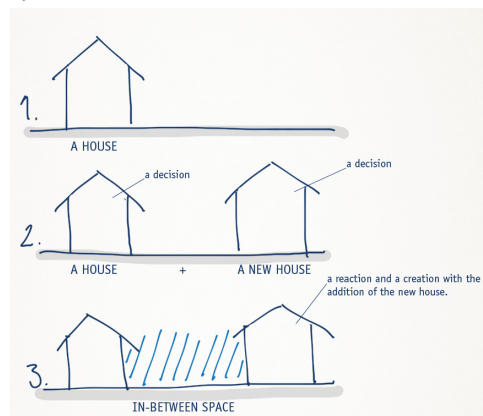 1.
A HOUSE
a decision
a decision
2.
A HOUSE + A NEW HOUSE
a reaction and a creation with the
addition of the new house.
3.
IN-BETWEEN SPACE